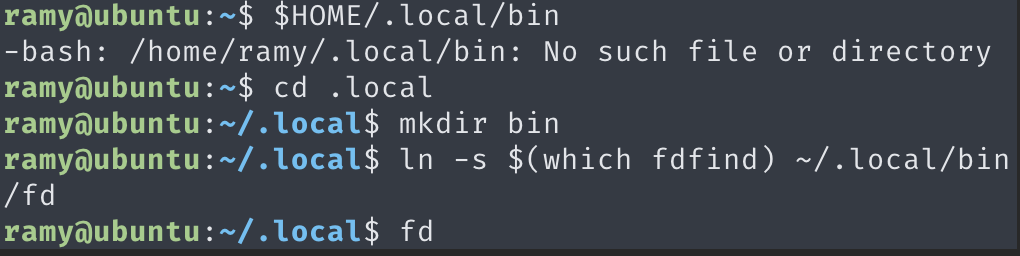 ramy@ubuntu:~$ $HOME/.local/bin
-bash: /home/ramy/.local/bin: No such file or directory
ramy@ubuntu:~$ cd .local
ramy@ubuntu:~/.local$ mkdir bin
ramy@ubuntu:~/.local$ ln -s $(which fdfind) ~/.local/bin
/fd
ramy@ubuntu:~/.local$ fd